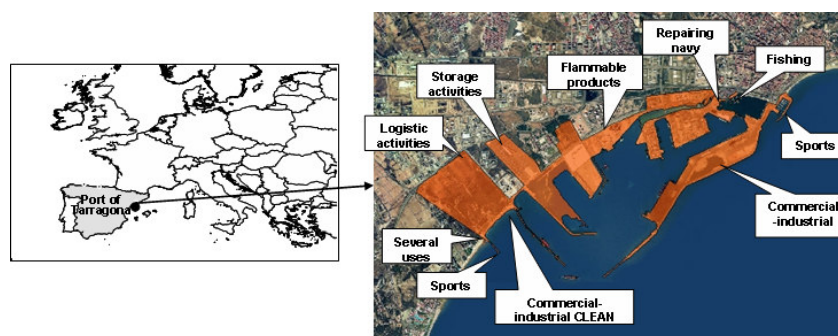 Port of
Tarragona
Repairing
navy
Fishing
Storage
activities
Flammable
products
Logistic
activities
Sports
Commercial
-industrial
Several
uses
Sports
Commercial-
industrial CLEAN